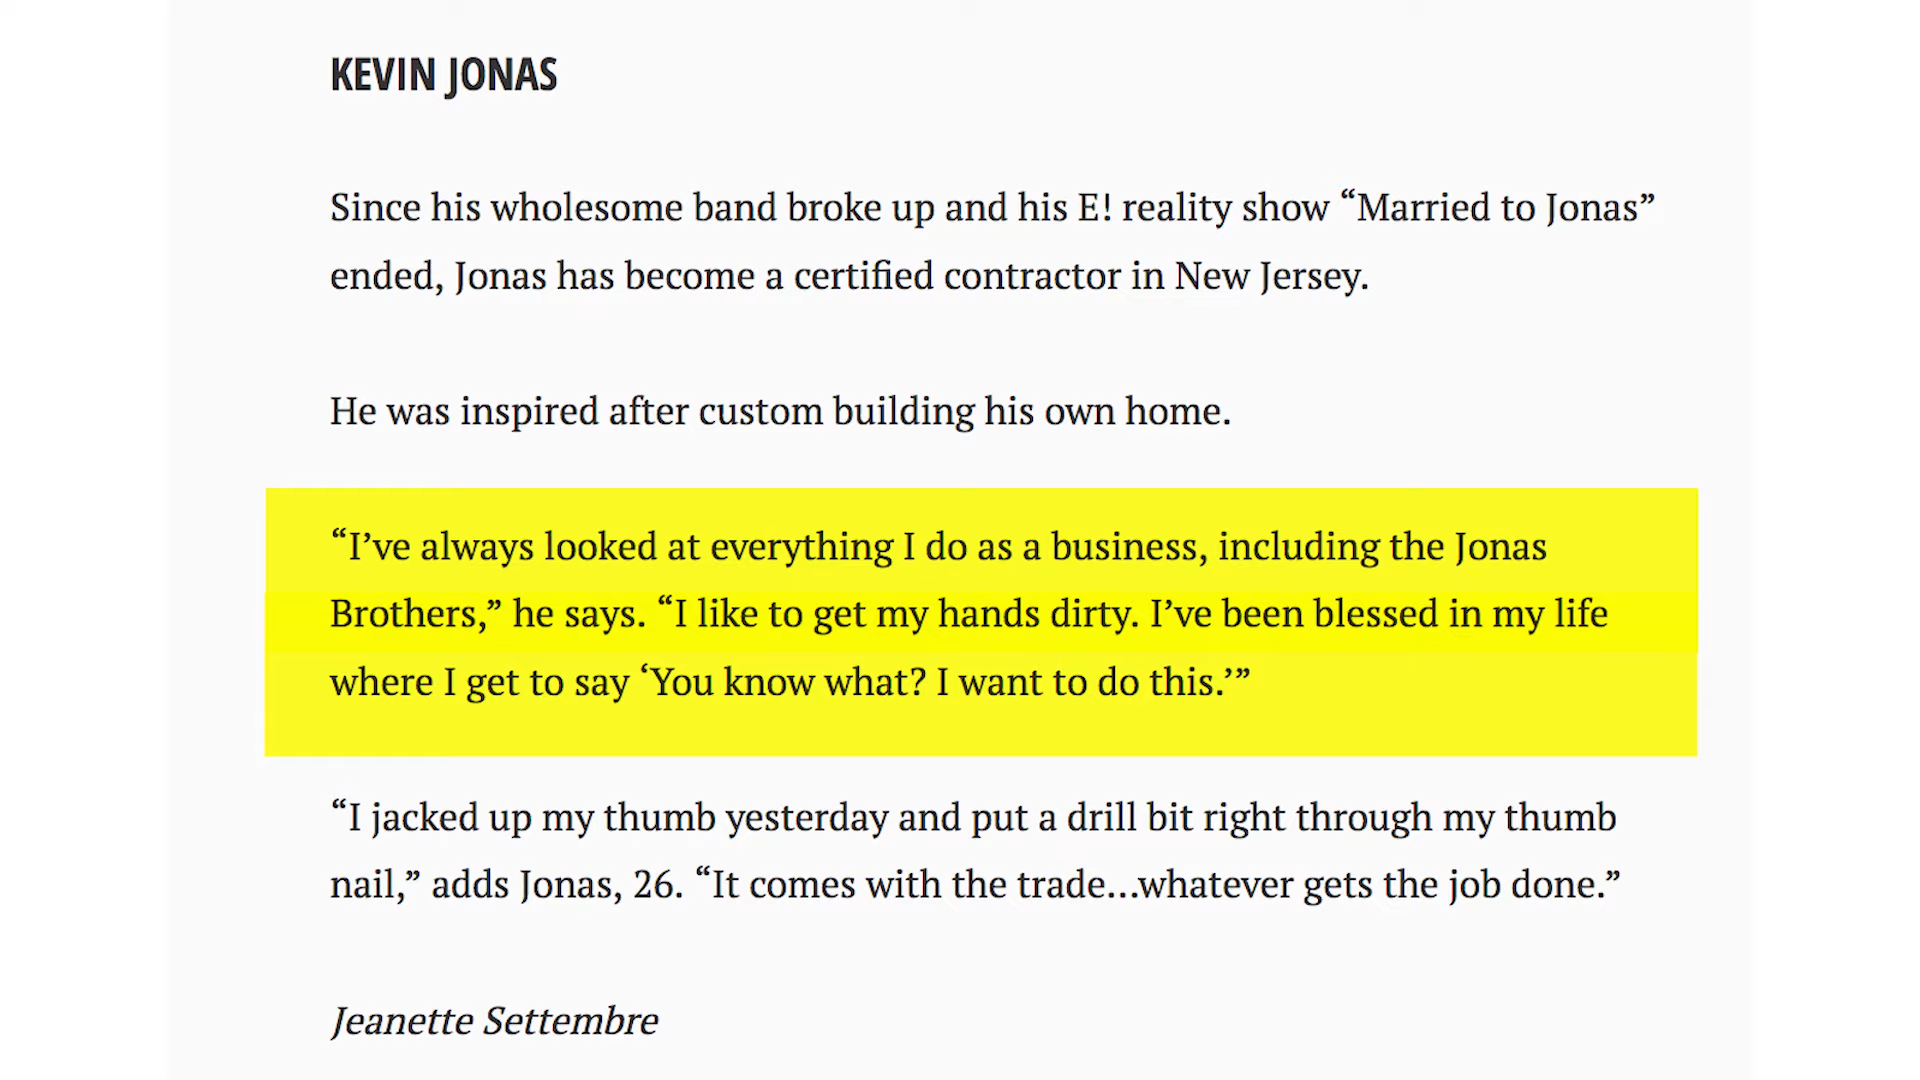 KEVIN JONAS
Since his wholesome band broke up and his E! reality show “Married to Jonas”
ended, Jonas has become a certified contractor in New Jersey.
He was inspired after custom building his own home.
“I’ve always looked at everything I do as a business, including the Jonas
Brothers,” he says. “I like to get my hands dirty. I’ve been blessed in my life
where I get to say ‘You know what? I want to do this.’”
“I jacked up my thumb yesterday and put a drill bit right through my thumb
nail,” adds Jonas, 26. “It comes with the trade...whatever gets the job done.”
Jeanette Settembre